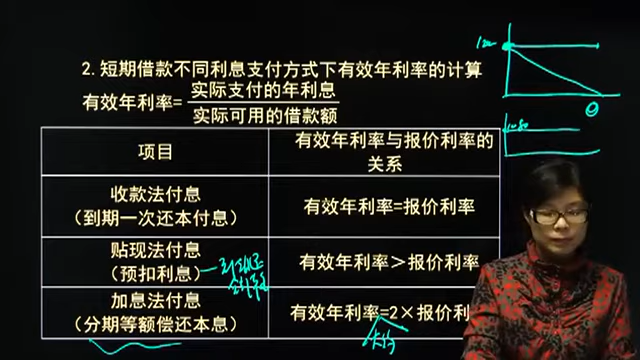 2.短期借款不同利息支付方式下有效年利率的计算
有效年利率=实际支付的年利息
实际可用的借款额
项目
有效年利率与报价利率的
关系
收款法付息
(到期一次还本付息)
有效年利率=报价利率
贴现法付息
(预扣利息)
有效年利率>报价利率
加息法付息
(分期等额偿还本息)
有效年利率=2×报价利